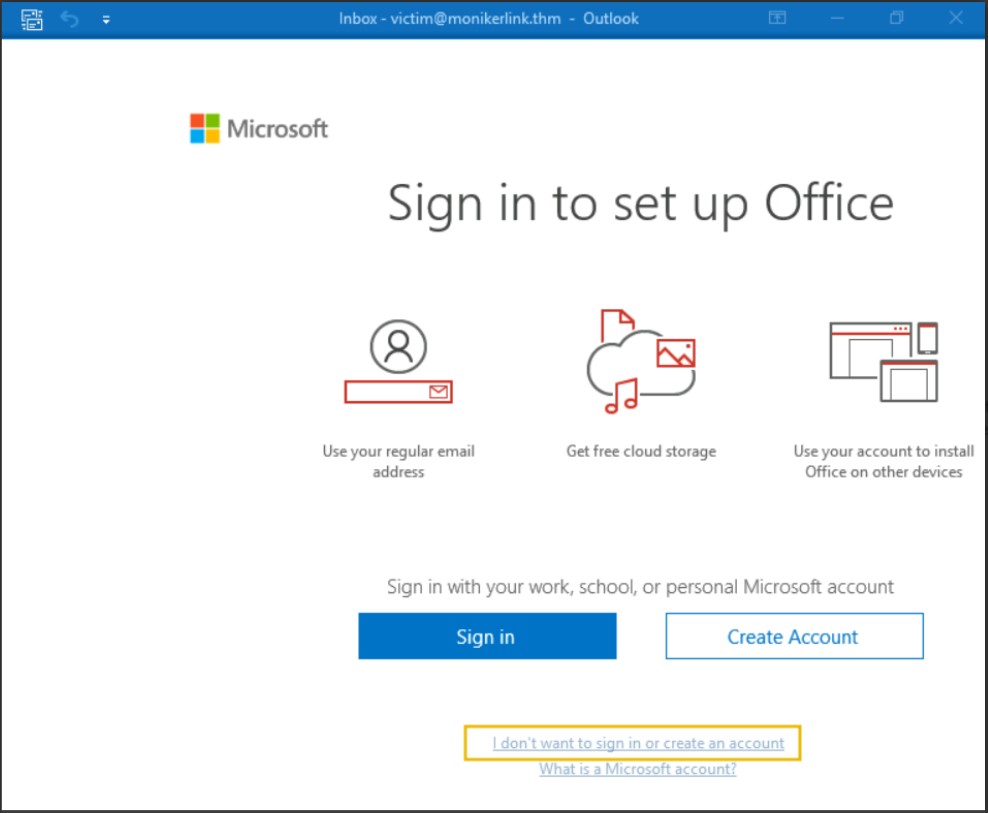 Inbox - victim@monikerlink.thm - Outlook
Microsoft
Sign in to set up Office
Use your regular email
address
Get free cloud storage
Use your account to install
Office on other devices
Sign in with your work, school, or personal Microsoft account
Sign in
Create Account
I don't want to sign in or create an account
What is a Microsoft account?